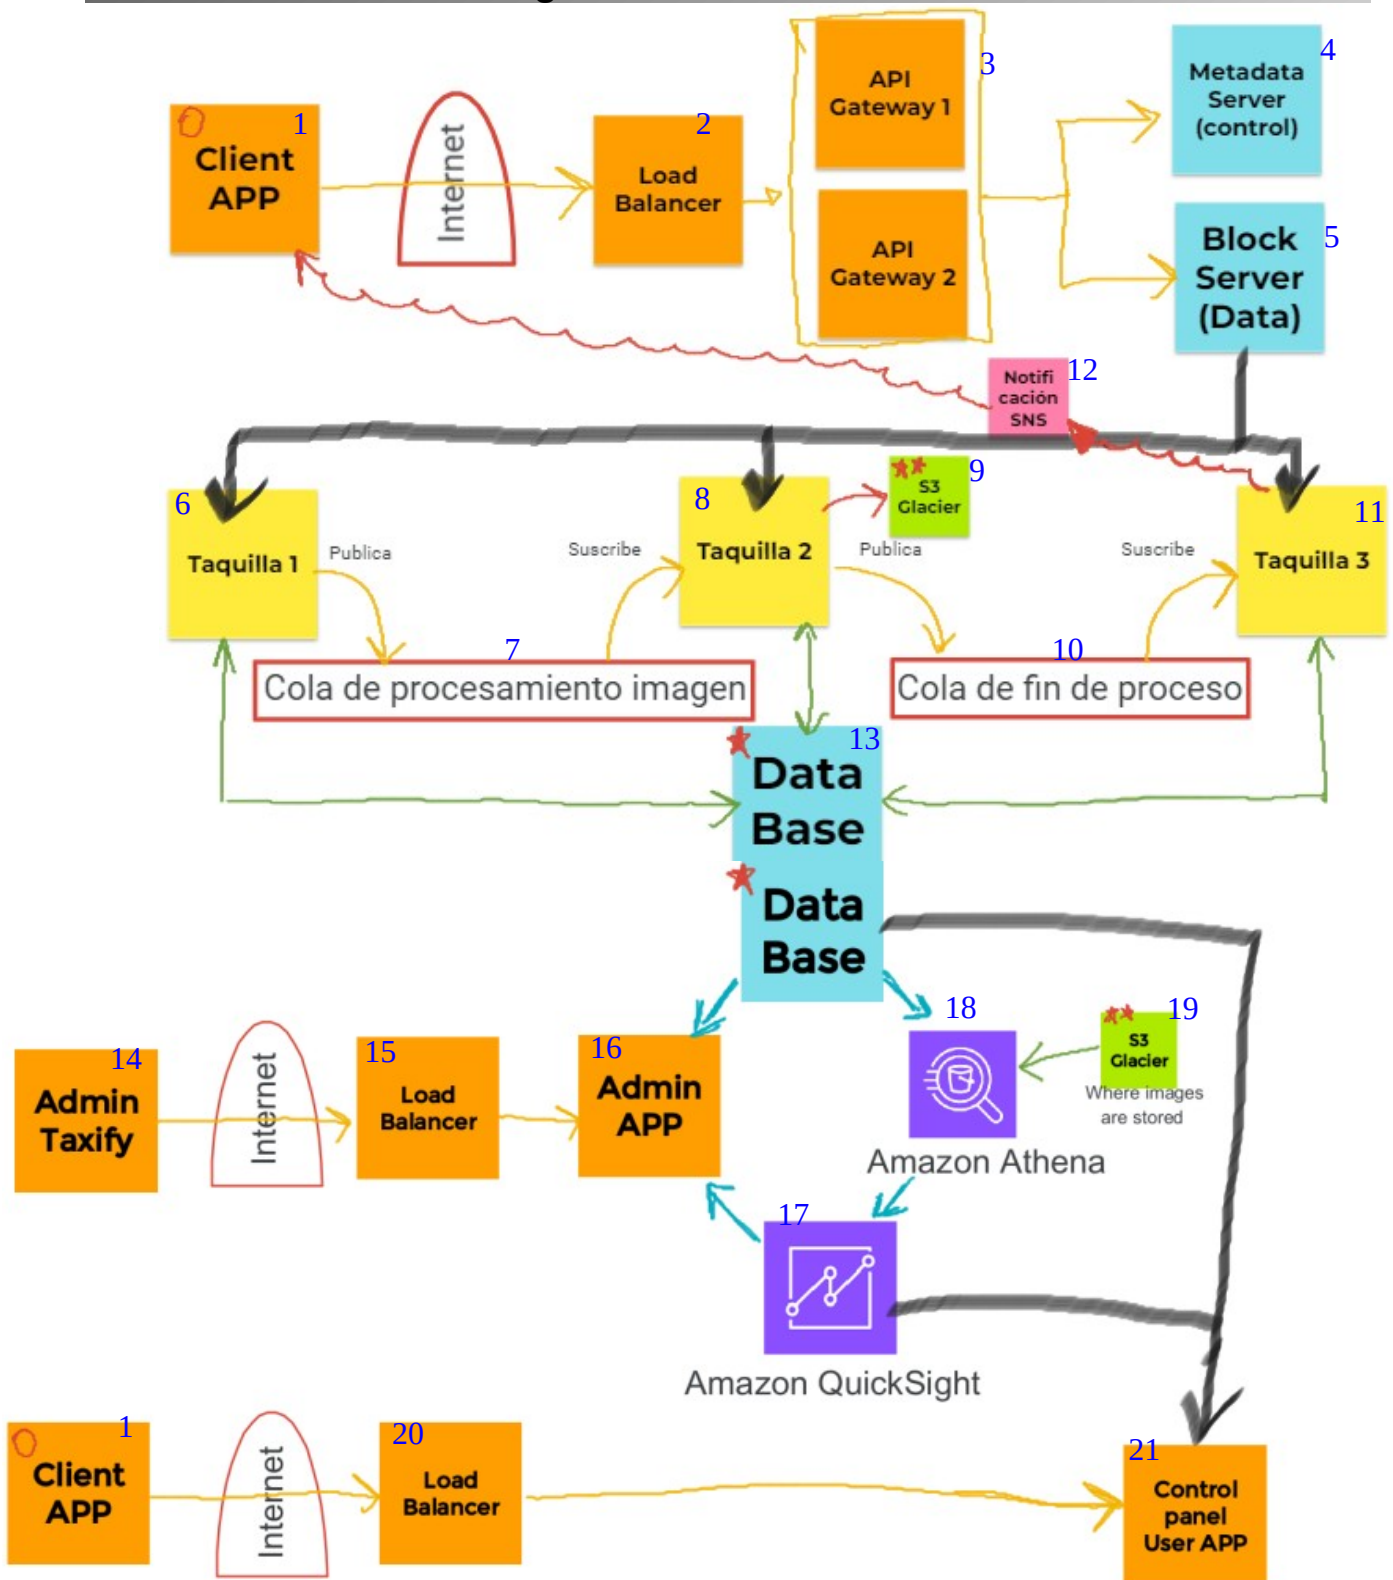 1
Client
APP
Internet
2
Load
Balancer
3
API
Gateway 1
API
Gateway 2
4
Metadata
Server
(control)
5
Block
Server
(Data)
12
Notifi
cación
SNS
6
Taquilla 1
Publica
7
Cola de procesamiento imagen
Suscribe
8
Taquilla 2
9
S3
Glacier
Publica
10
Cola de fin de proceso
Suscribe
11
Taquilla 3
13
Data
Base
Data
Base
14
Admin
Taxify
Internet
15
Load
Balancer
16
Admin
APP
18
Amazon Athena
19
S3
Glacier
Where images
are stored
17
Amazon QuickSight
1
Client
APP
Internet
20
Load
Balancer
21
Control
panel
User APP